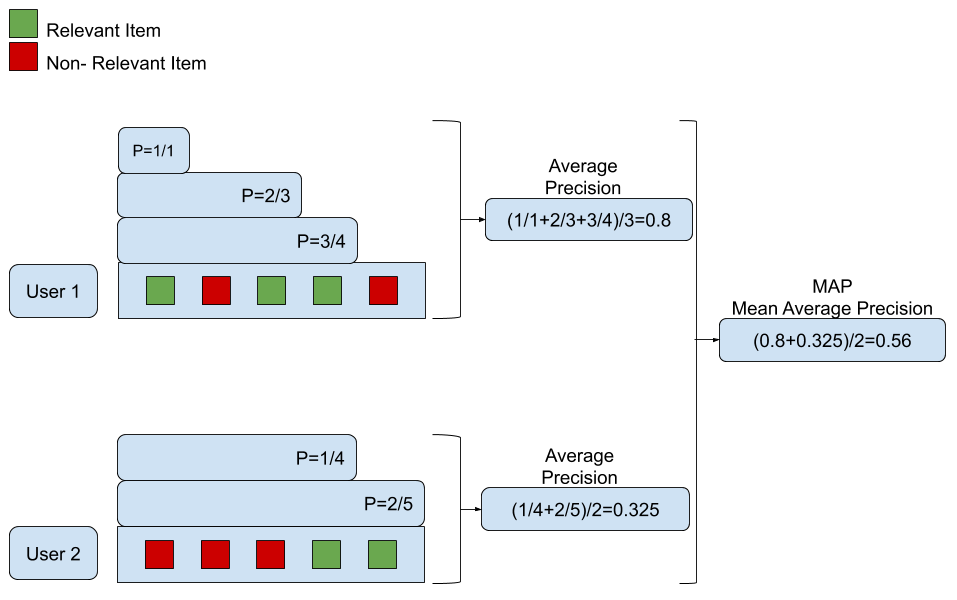 Relevant Item
Non- Relevant Item
P=1/1
P=2/3
P=3/4
User 1
Average
Precision
(1/1+2/3+3/4)/3=0.8
MAP
Mean Average Precision
(0.8+0.325)/2=0.56
P=1/4
P=2/5
User 2
Average
Precision
(1/4+2/5)/2=0.325